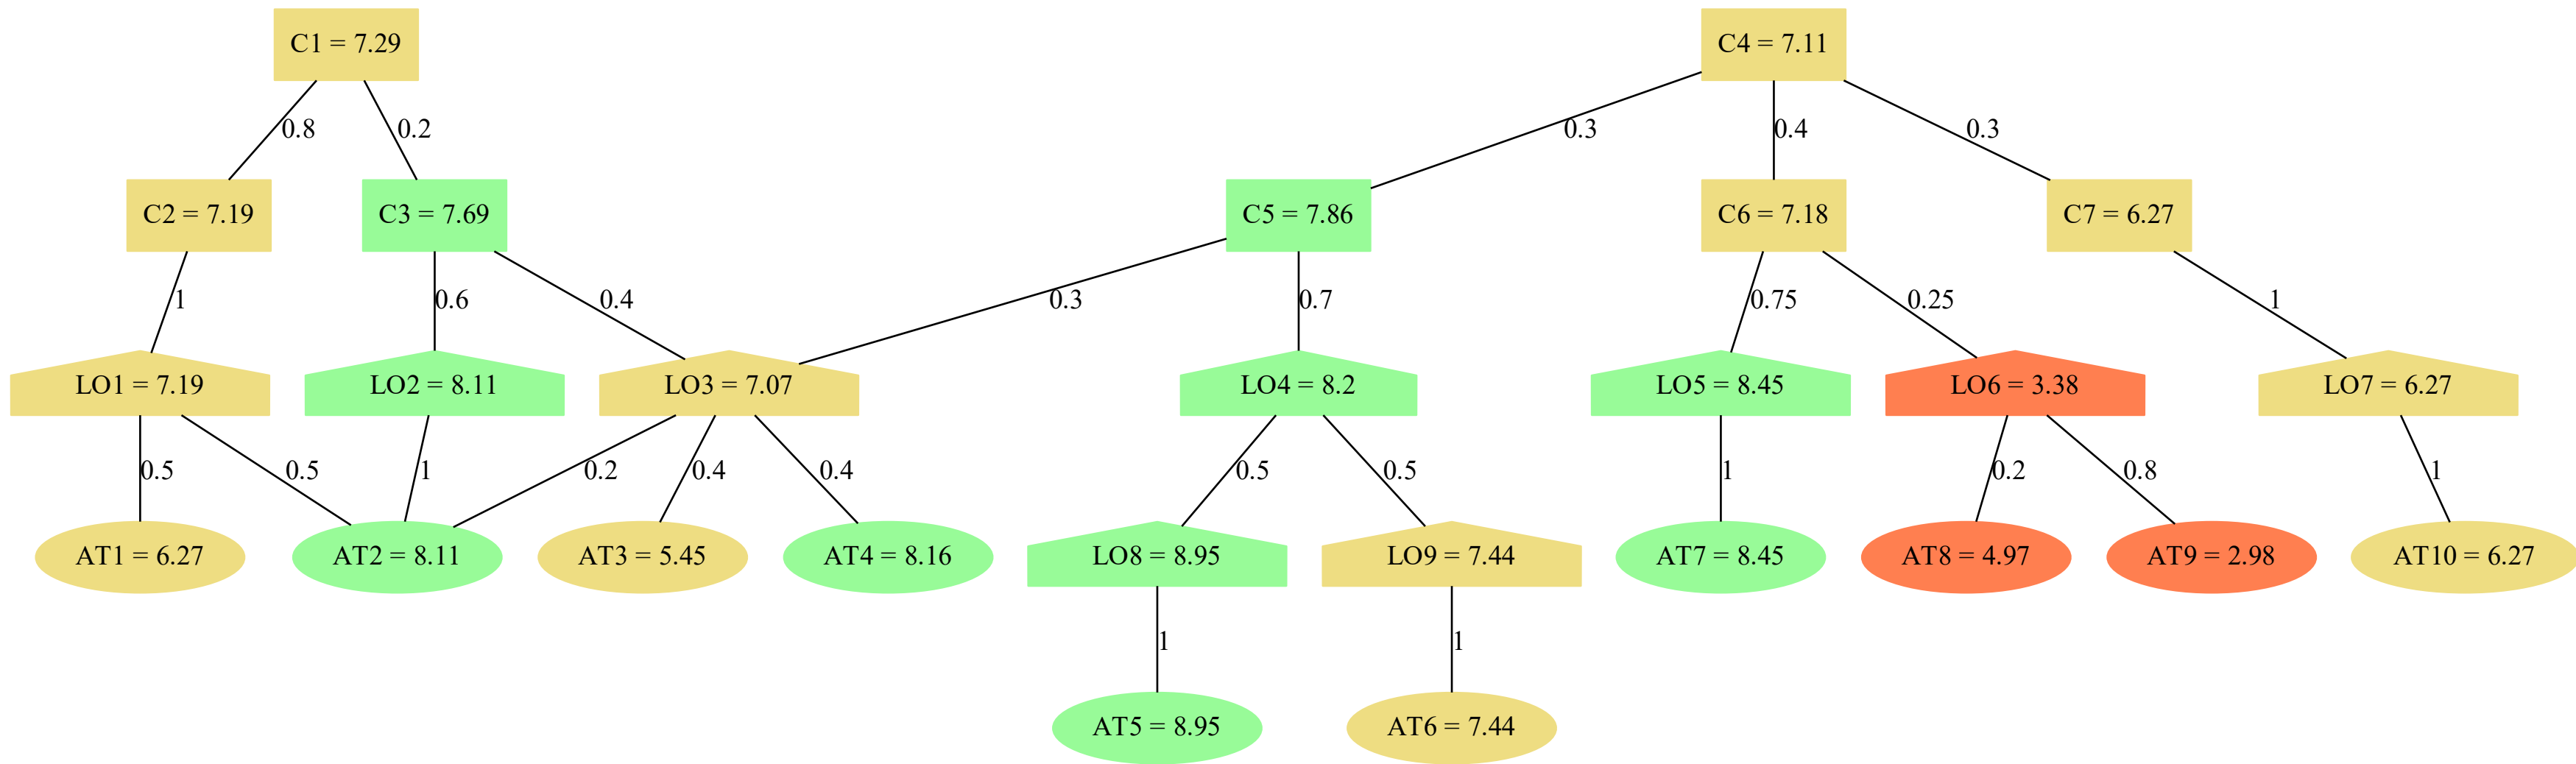 C1 = 7.29
C4 = 7.11
0.8
0.2
0.3
0.4
0.3
C2 = 7.19
C3 = 7.69
C5 = 7.86
C6 = 7.18
C7 = 6.27
1
0.6
0.4
0.3
0.7
0.75
0.25
1
LO1 = 7.19
LO2 = 8.11
LO3 = 7.07
LO4 = 8.2
LO5 = 8.45
LO6 = 3.38
LO7 = 6.27
0.5
0.5
1
0.2
0.4
0.4
0.5
0.5
1
0.2
0.8
1
AT1 = 6.27
AT2 = 8.11
AT3 = 5.45
AT4 = 8.16
LO8 = 8.95
LO9 = 7.44
AT7 = 8.45
AT8 = 4.97
AT9 = 2.98
AT10 = 6.27
1
1
AT5 = 8.95
AT6 = 7.44